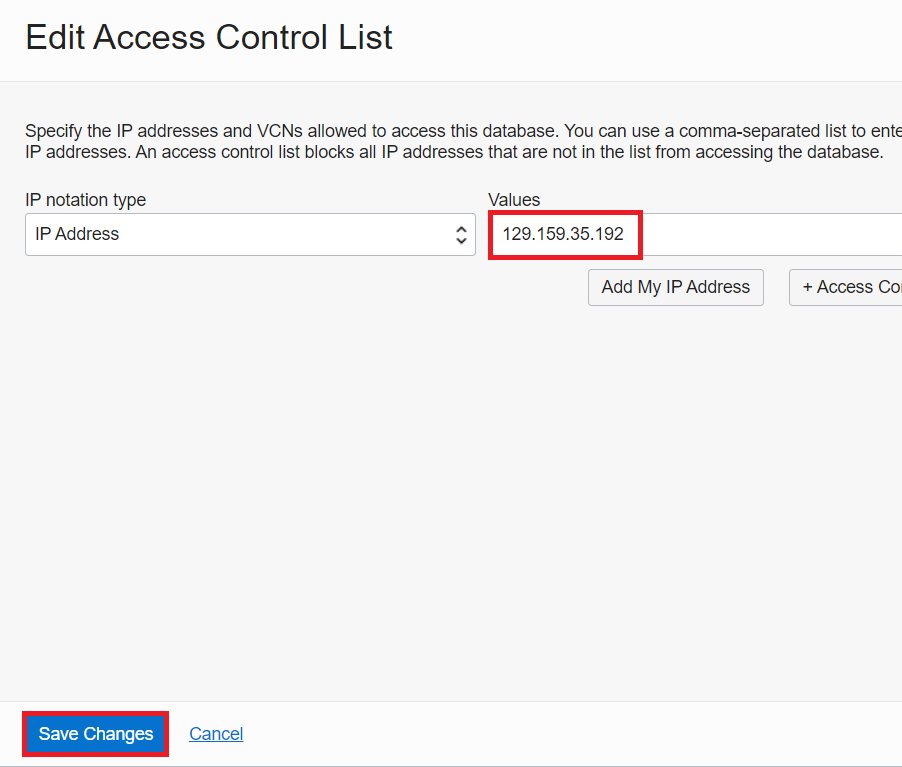 Edit Access Control List
Specify the IP addresses and VCNs allowed to access this database. You can use a comma-separated list to ente
IP addresses. An access control list blocks all IP addresses that are not in the list from accessing the database.
IP notation type
Values
IP Address
129.159.35.192
Add My IP Address
+ Access Co
Save Changes
Cancel